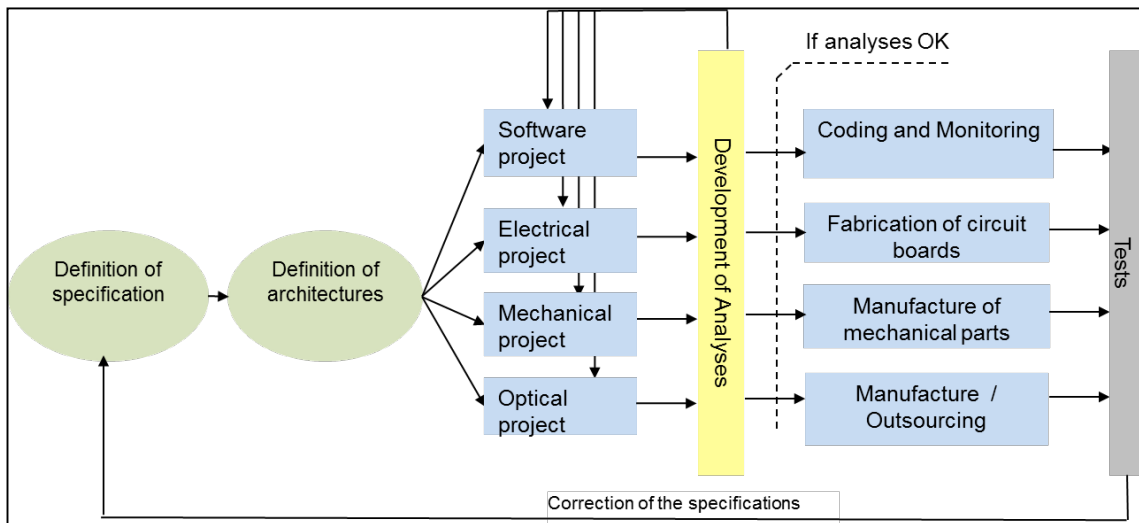 If analyses OK
Definition of
specification
Definition of
architectures
Software
project
Electrical
project
Mechanical
project
Optical
project
Development of Analyses
Coding and Monitoring
Fabrication of circuit
boards
Manufacture of
mechanical parts
Manufacture /
Outsourcing
Tests
Correction of the specifications